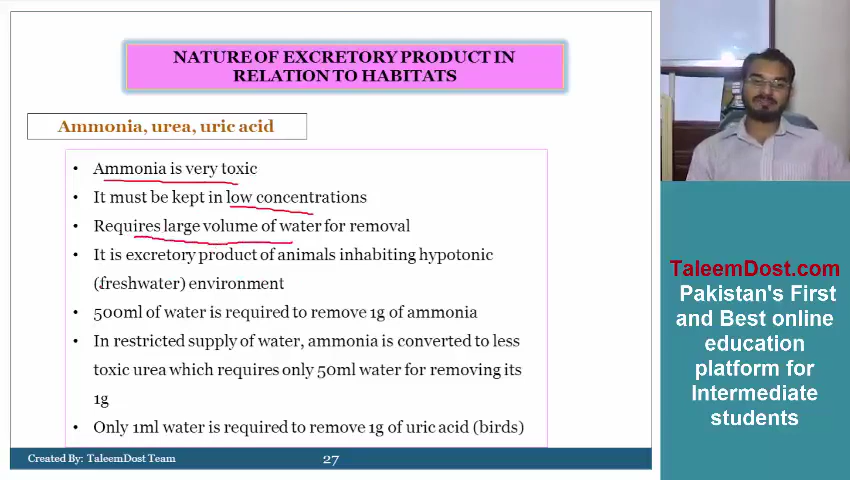 NATURE OF EXCRETORY PRODUCT IN
RELATION TO HABITATS
Ammonia, urea, uric acid
• Ammonia is very toxic
• It must be kept in low concentrations
• Requires large volume of water for removal
• It is excretory product of animals inhabiting hypotonic
(freshwater) environment
• 500ml of water is required to remove 1g of ammonia
• In restricted supply of water, ammonia is converted to less
toxic urea which requires only 50ml water for removing its
1g
• Only 1ml water is required to remove 1g of uric acid (birds)
Created By: TaleemDost Team
27
TaleemDost.com
Pakistan's First
and Best online
education
platform for
Intermediate
students